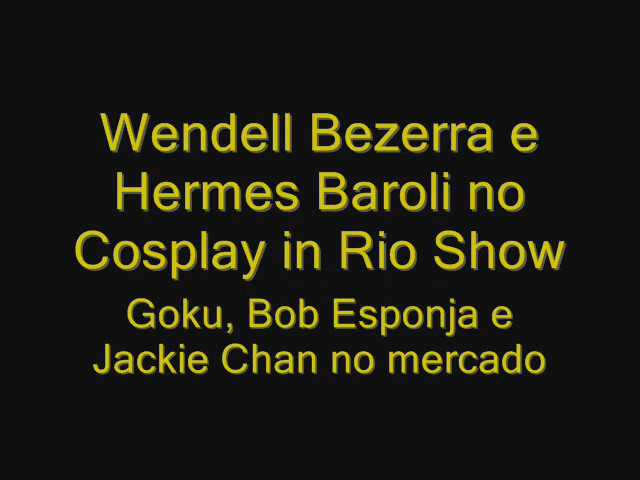 Wendell Bezerra e
Hermes Baroli no
Cosplay in Rio Show
Goku, Bob Esponja e
Jackie Chan no mercado